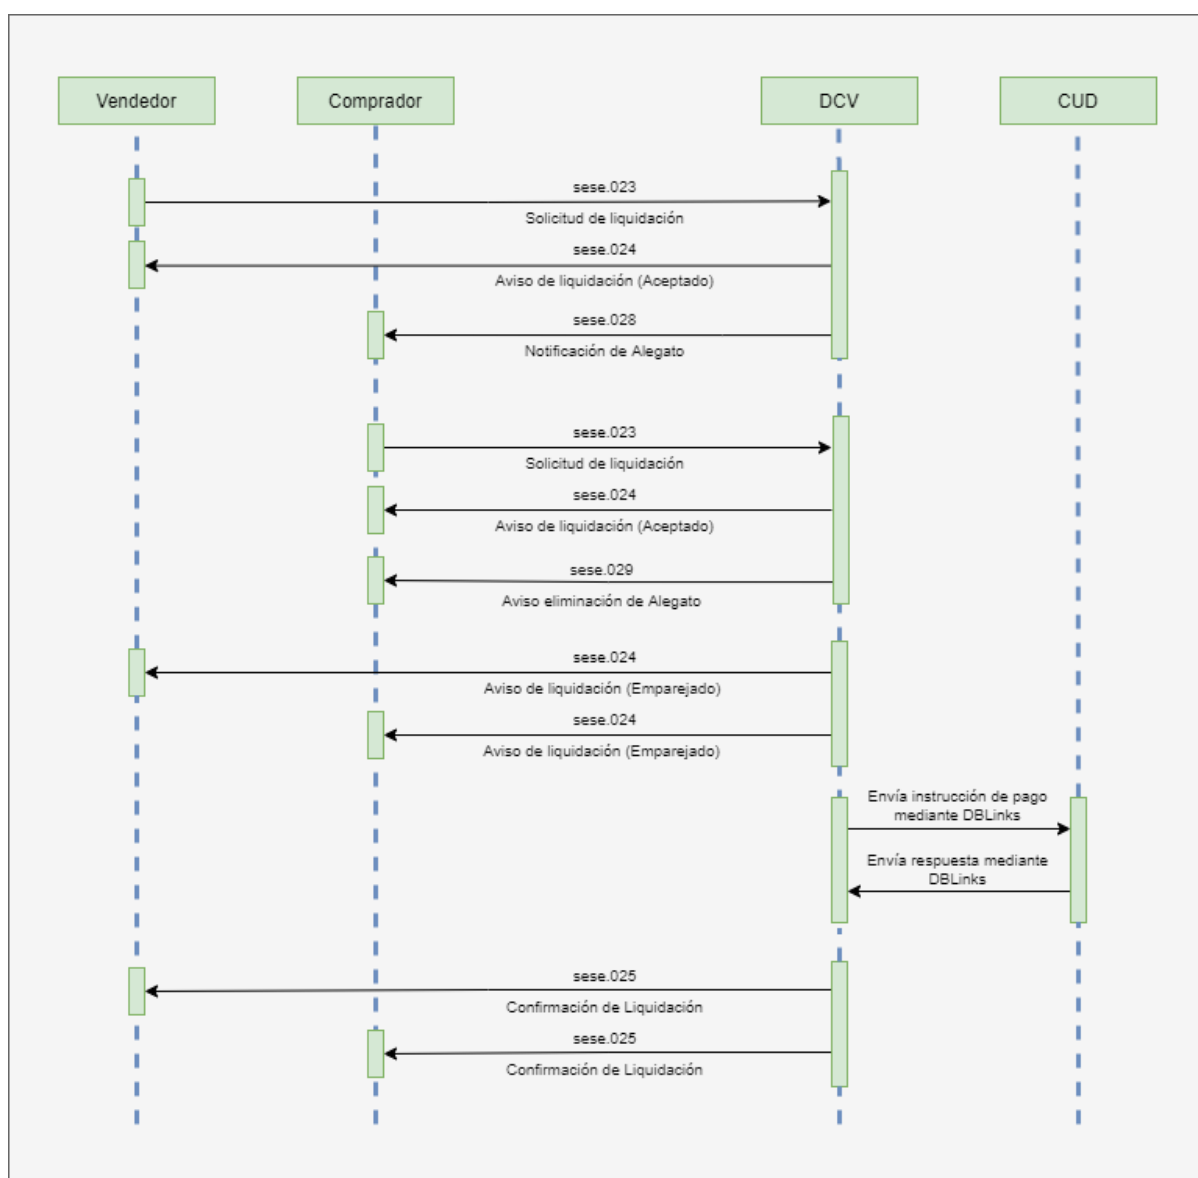 Vendedor
Comprador
DCV
CUD
sese.023
Solicitud de liquidación
sese.024
Aviso de liquidación (Aceptado)
sese.028
Notificación de Alegato
sese.023
Solicitud de liquidación
sese.024
Aviso de liquidación (Aceptado)
sese.029
Aviso eliminación de Alegato
sese.024
Aviso de liquidación (Emparejado)
sese.024
Aviso de liquidación (Emparejado)
Envía instrucción de pago
mediante DBLinks
Envía respuesta mediante
DBLinks
sese.025
Confirmación de Liquidación
sese.025
Confirmación de Liquidación